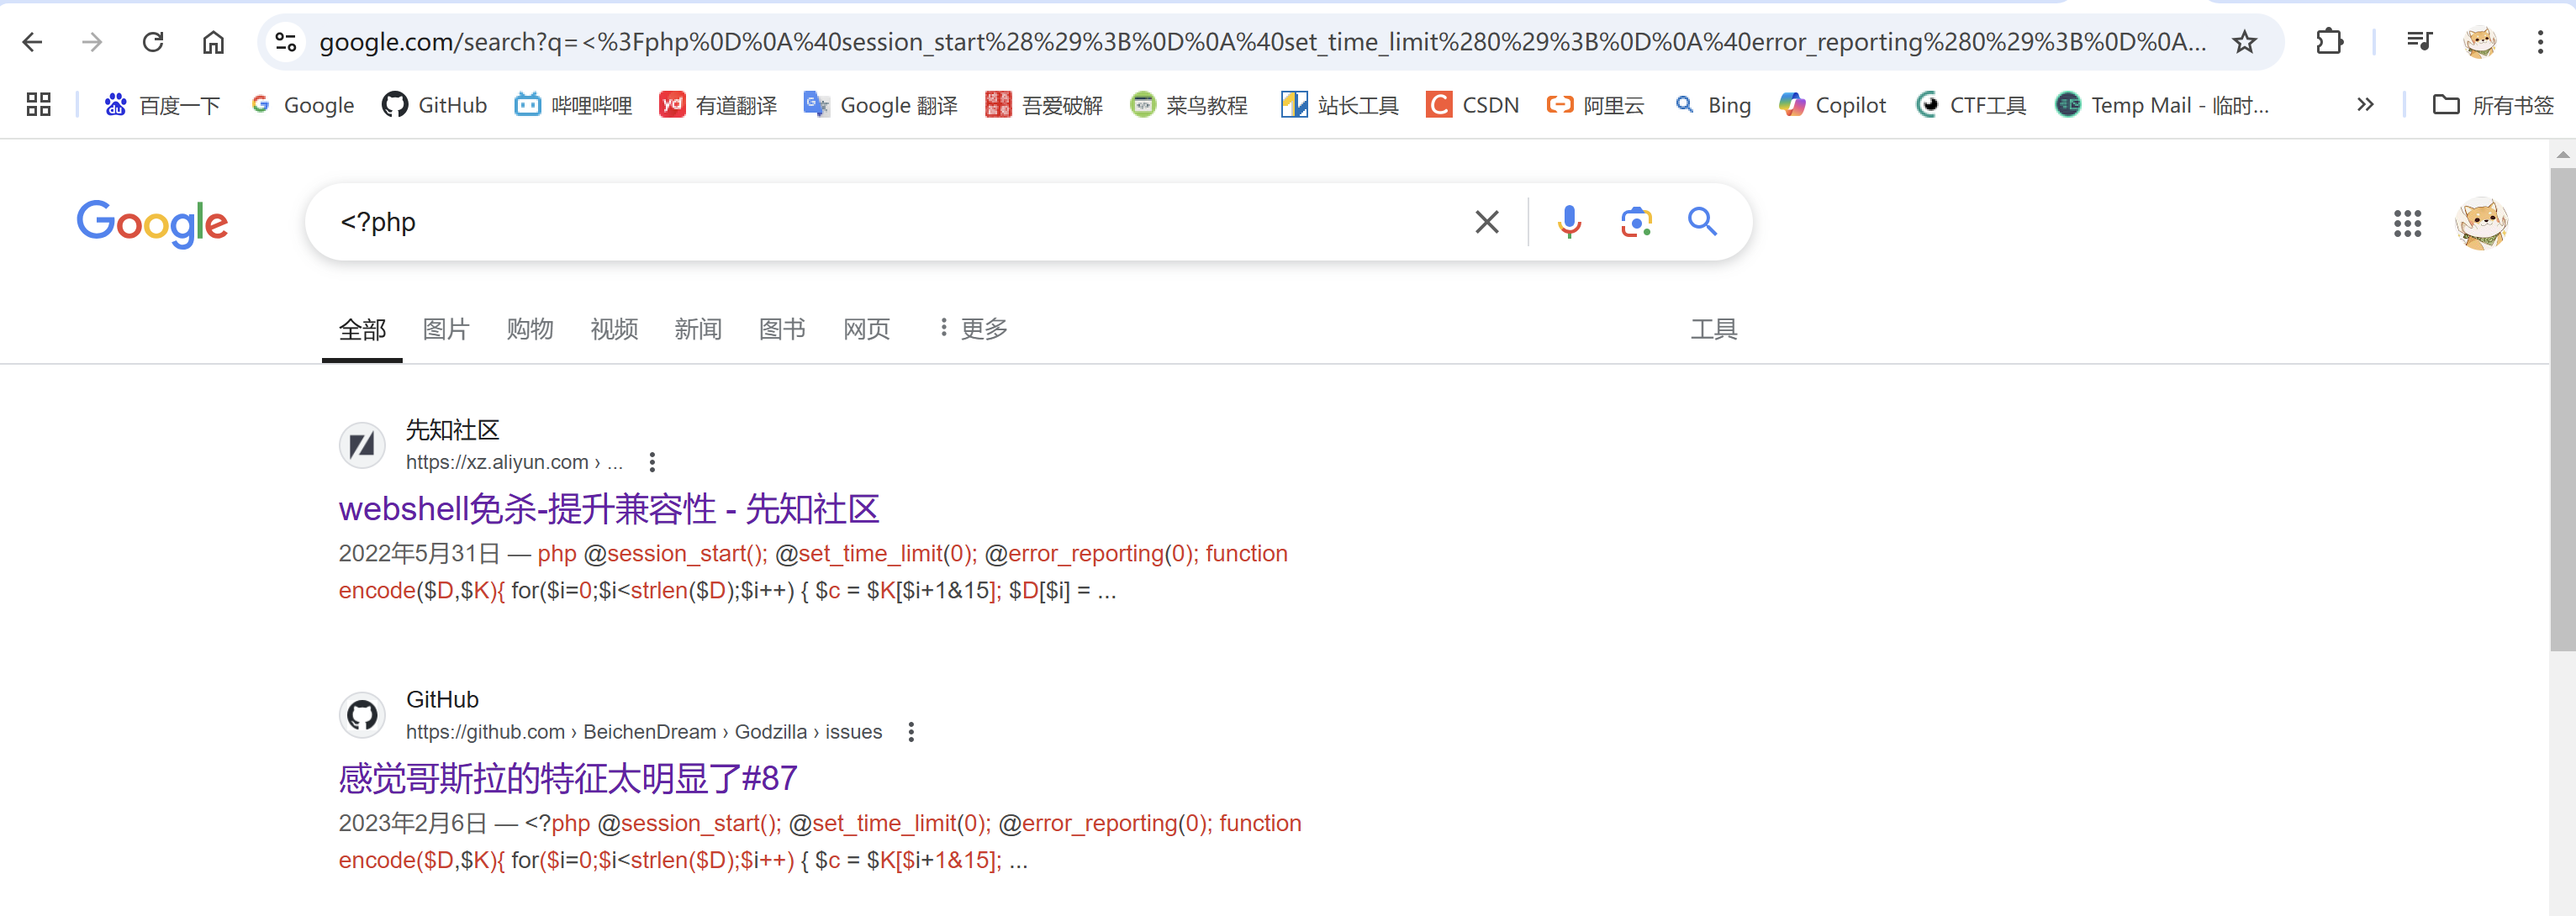 google.com/search?q=<%3Fphp%0D%0A%40session_start%28%29%3B%0D%0A%40set_time_limit%280%29%3B%0D%0A%40error_reporting%280%29%3B%0D%0A...
百度一下 Google GitHub 哔哩哔哩 yd 有道翻译 Google 翻译 吾爱破解 菜鸟教程 站长工具 CSDN 阿里云 Bing Copilot CTF工具 Temp Mail - 临时... 所有书签
Google
<?php
全部 图片 购物 视频 新闻 图书 网页 更多 工具
先知社区
https://xz.aliyun.com › ...
webshell免杀-提升兼容性 - 先知社区
2022年5月31日 — php @session_start(); @set_time_limit(0); @error_reporting(0); function
encode($D,$K){ for($i=0;$i<strlen($D);$i++) { $c = $K[$i+1&15]; $D[$i] = ...
GitHub
https://github.com › BeichenDream › Godzilla › issues
感觉哥斯拉的特征太明显了#87
2023年2月6日 — <?php @session_start(); @set_time_limit(0); @error_reporting(0); function
encode($D,$K){ for($i=0;$i<strlen($D);$i++) { $c = $K[$i+1&15]; ...